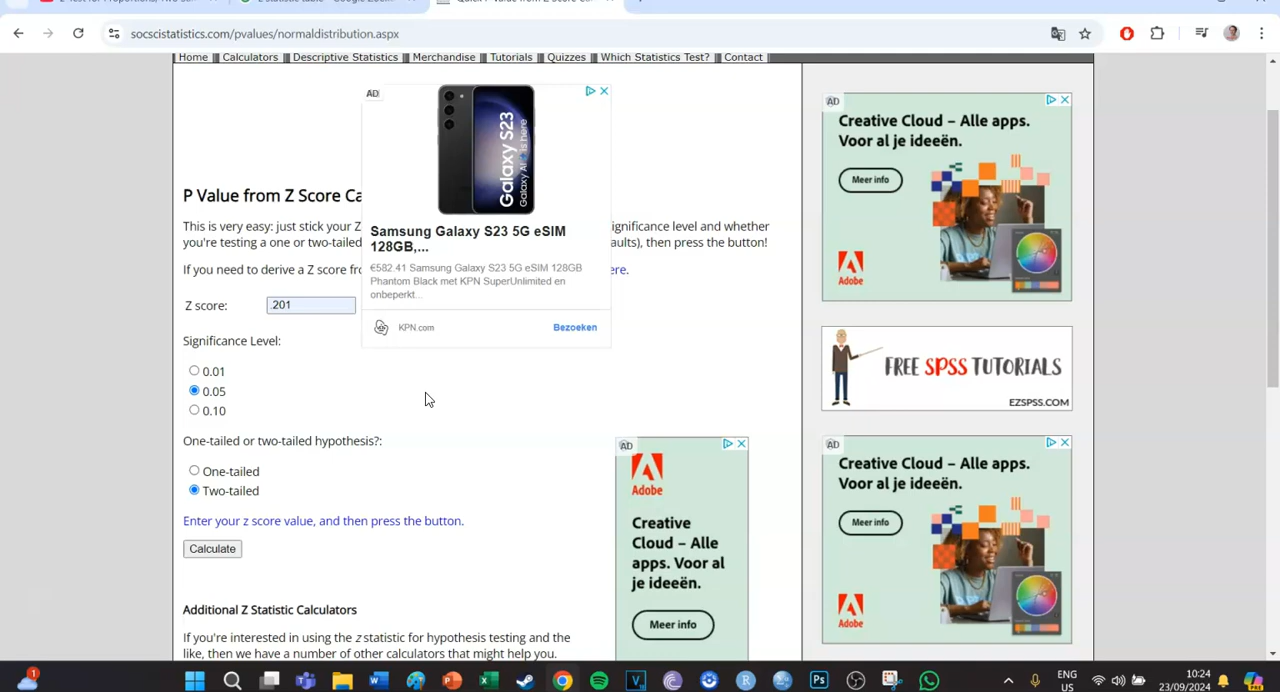 socscistatistics.com/pvalues/normaldistribution.aspx
Home
Calculators
Descriptive Statistics
Merchandise
Tutorials
Quizzes
Which Statistics Test?
Contact
AD
Galaxy S23
Galaxy AI is here
Samsung Galaxy S23 5G eSIM
128GB,...
€582.41 Samsung Galaxy S23 5G eSIM 128GB
Phantom Black met KPN SuperUnlimited en
onbeperkt...
KPN.com
Bezoeken
P Value from Z Score Ca
This is very easy: just stick your Z
ignificance level and whether
you're testing a one or two-tailed
aults), then press the button!
If you need to derive a Z score fro
ere.
Z score:
.201
Significance Level:
0.01
0.05
0.10
One-tailed or two-tailed hypothesis?:
One-tailed
Two-tailed
Enter your z score value, and then press the button.
Calculate
Additional Z Statistic Calculators
If you're interested in using the z statistic for hypothesis testing and the
like, then we have a number of other calculators that might help you.
AD
Adobe
Creative
Cloud – Alle
apps. Voor al
je ideeën.
Meer info
AD
Creative Cloud – Alle apps.
Voor al je ideeën.
Meer info
Adobe
FREE SPSS TUTORIALS
EZSPSS.COM
AD
Creative Cloud – Alle apps.
Voor al je ideeën.
Meer info
Adobe
1
ENG
US
10:24
23/09/2024